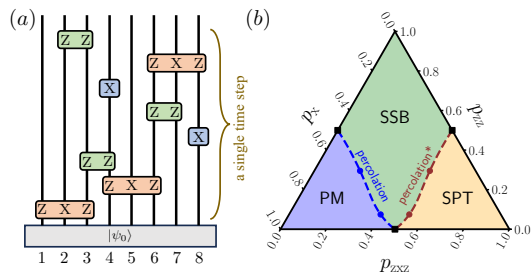 (a)
Z Z
Z X Z
X
Z Z
X
Z Z
Z X Z
Z X Z
|ψ₀⟩
1 2 3 4 5 6 7 8
a single time step
(b)
0.0 1.0
0.2 0.8
0.4 0.6
0.6 0.4
0.8 0.2
1.0 0.0
0.0 0.2 0.4 0.6 0.8 1.0
p_x
p_zz
p_zxz
SSB
PM
SPT
percolation
percolation*